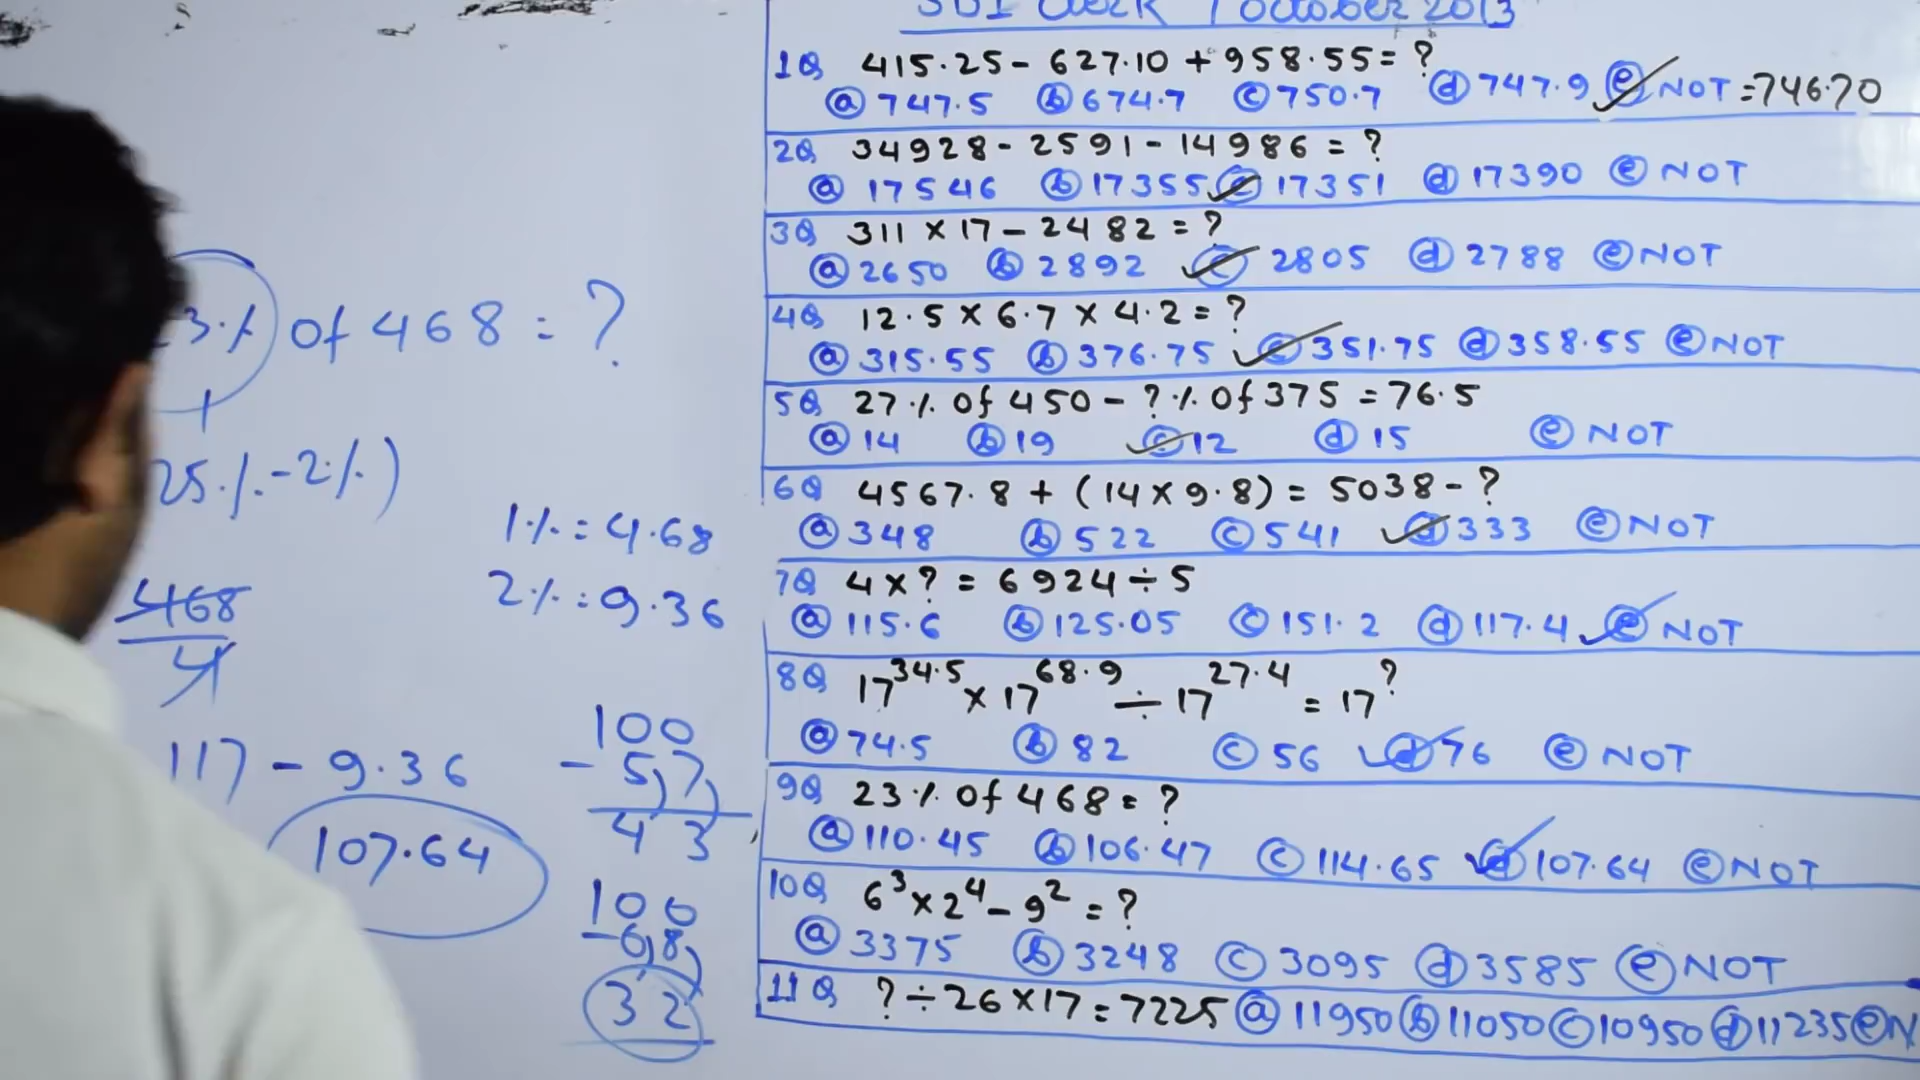 3% of 468 = ?
25% - 2%)
1% = 4.68
2% = 9.36
468
4
117 - 9.36
107.64
100
- 57
43
100
- 68
32
SBI Clerk 7 October 2013
1Q 415.25 - 627.10 + 958.55 = ?
ⓐ 747.5 ⓑ 674.7 ⓒ 750.7 ⓓ 747.9 ⓔ NOT = 746.70
2Q 34928 - 2591 - 14986 = ?
ⓐ 17546 ⓑ 17355 ⓒ 17351 ⓓ 17390 ⓔ NOT
3Q 311 × 17 - 2482 = ?
ⓐ 2650 ⓑ 2892 ⓒ 2805 ⓓ 2788 ⓔ NOT
4Q 12.5 × 6.7 × 4.2 = ?
ⓐ 315.55 ⓑ 376.75 ⓒ 351.75 ⓓ 358.55 ⓔ NOT
5Q 27% of 450 - ?% of 375 = 76.5
ⓐ 14 ⓑ 19 ⓒ 12 ⓓ 15 ⓔ NOT
6Q 4567.8 + (14 × 9.8) = 5038 - ?
ⓐ 348 ⓑ 522 ⓒ 541 ⓓ 333 ⓔ NOT
7Q 4 × ? = 6924 ÷ 5
ⓐ 115.6 ⓑ 125.05 ⓒ 151.2 ⓓ 117.4 ⓔ NOT
8Q 17^34.5 × 17^68.9 ÷ 17^27.4 = 17^?
ⓐ 74.5 ⓑ 82 ⓒ 56 ⓓ 76 ⓔ NOT
9Q 23% of 468 = ?
ⓐ 110.45 ⓑ 106.47 ⓒ 114.65 ⓓ 107.64 ⓔ NOT
10Q 6³ × 2⁴ - 9² = ?
ⓐ 3375 ⓑ 3248 ⓒ 3095 ⓓ 3585 ⓔ NOT
11Q ? ÷ 26 × 17 = 7225 ⓐ 11950 ⓑ 11050 ⓒ 10950 ⓓ 11235 ⓔ N